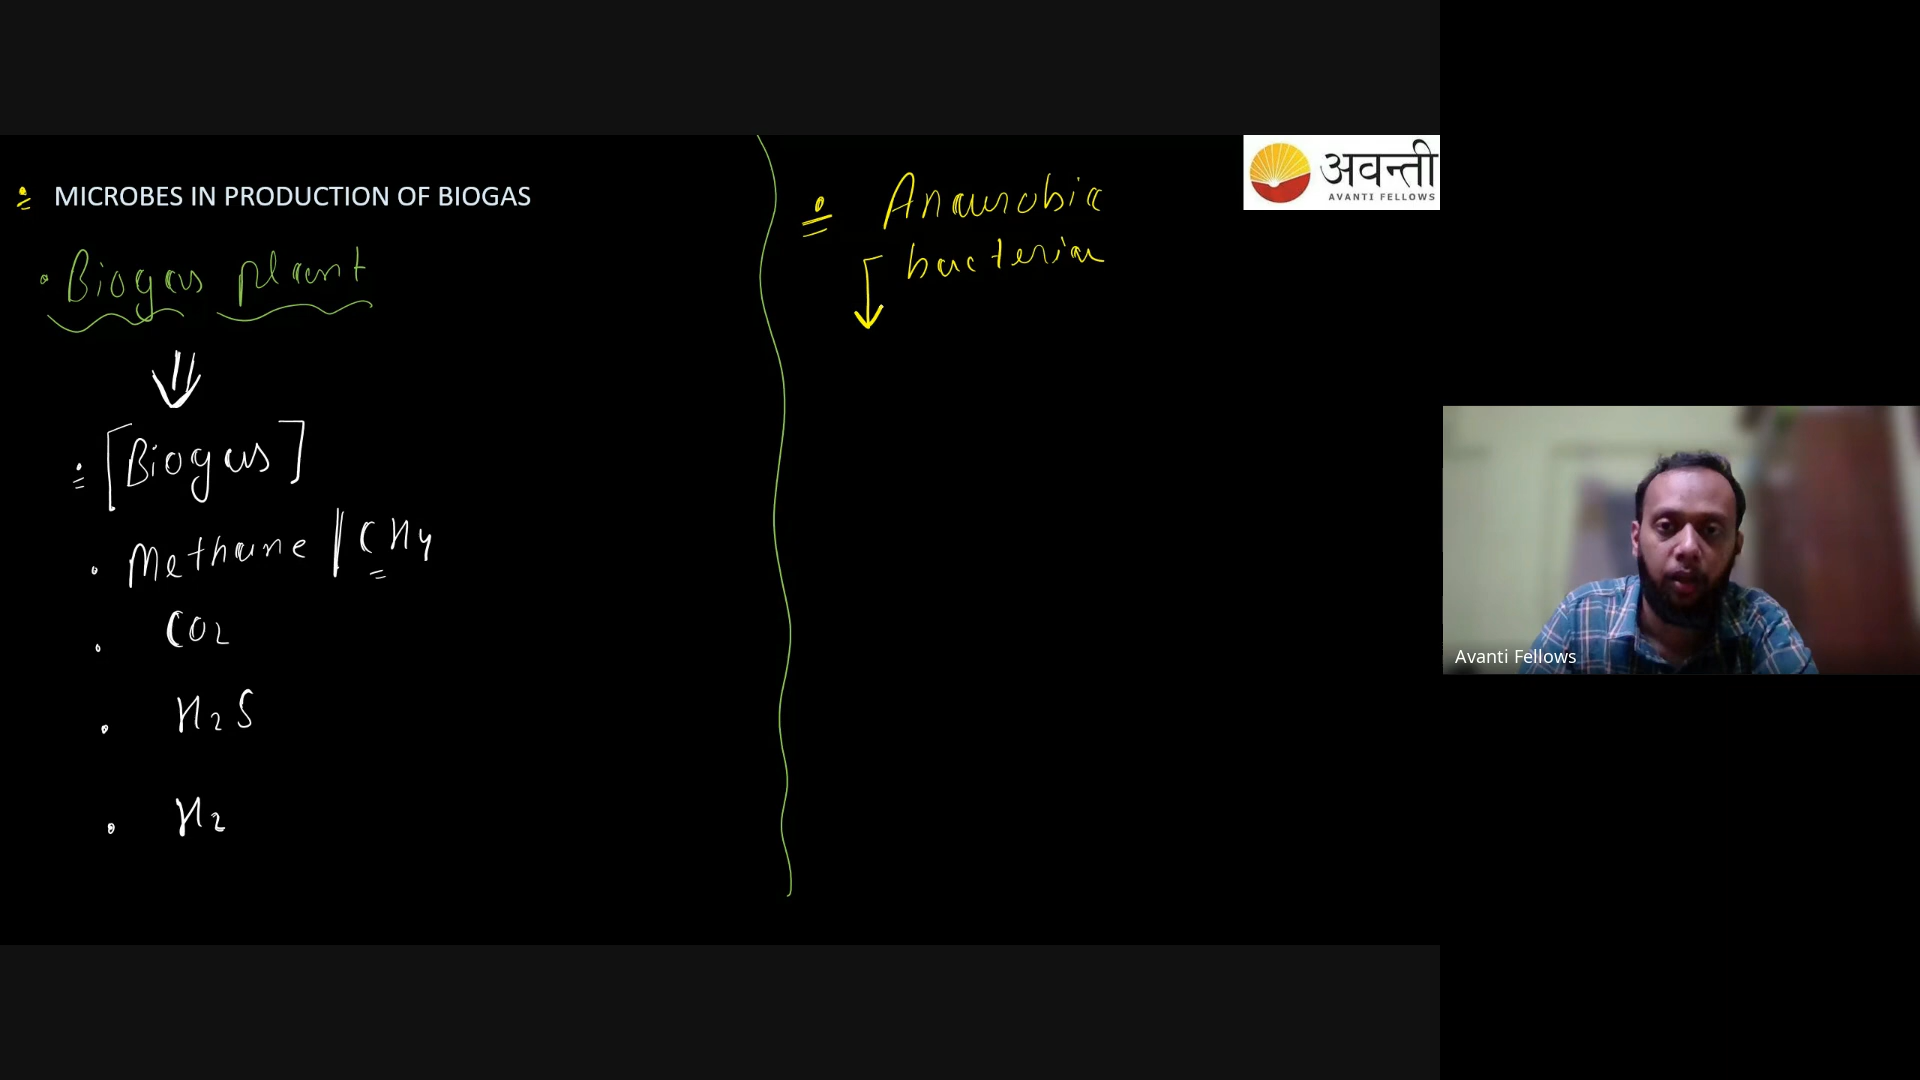 MICROBES IN PRODUCTION OF BIOGAS
Biogas plant
[Biogas]
Methane | CH4
CO2
H2S
H2
Anaerobic
bacteria
अवन्ती
AVANTI FELLOWS
Avanti Fellows